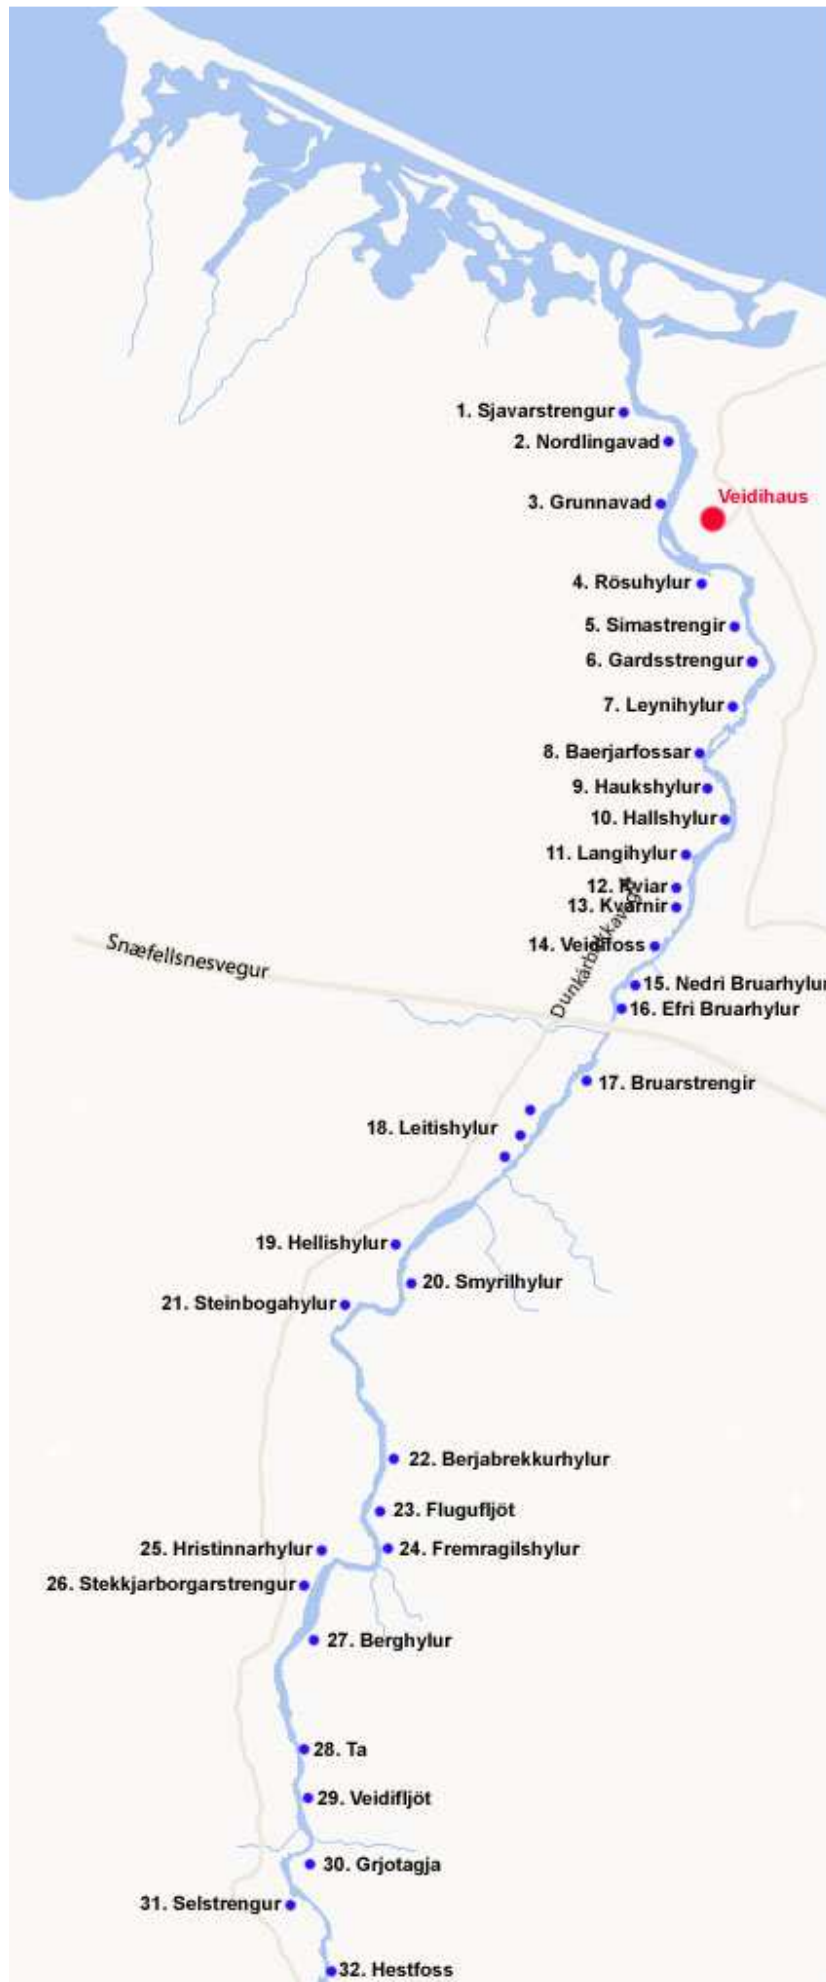 1. Sjavarstrengur
2. Nordlingavad
Veidihaus
3. Grunnavad
4. Rösuhylur
5. Simastrengir
6. Gardsstrengur
7. Leynihylur
8. Baerjarfossar
9. Haukshylur
10. Hallshylur
11. Langihylur
12. Kviar
13. Kvarnir
14. Veidifoss
Snæfellsnesvegur
15. Nedri Bruarhylur
16. Efri Bruarhylur
17. Bruarstrengir
18. Leitishylur
19. Hellishylur
20. Smyrilhylur
21. Steinbogahylur
22. Berjabrekkurhylur
23. Flugufljöt
24. Fremragilshylur
25. Hristinnarhylur
26. Stekkjarborgarstrengur
27. Berghylur
28. Ta
29. Veidifljöt
30. Grjotagja
31. Selstrengur
32. Hestfoss